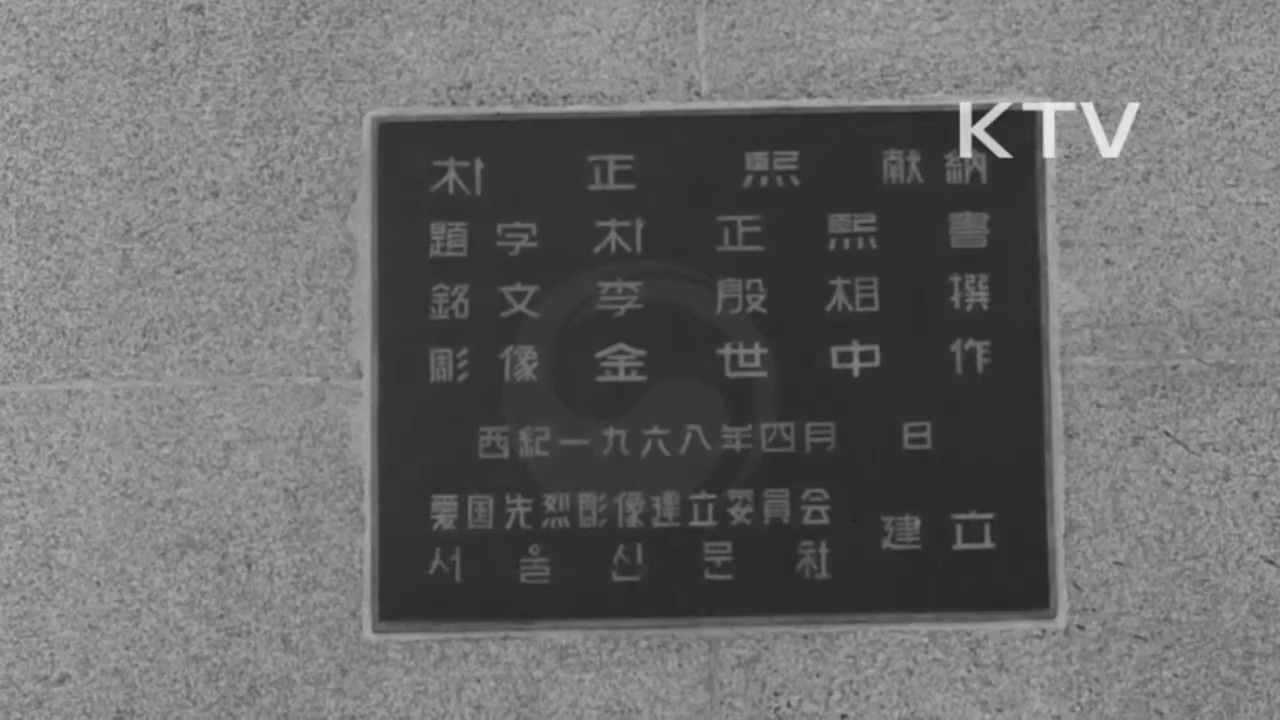 KTV
朴正熙 献納
題字 朴正熙 書
銘文 李殷相 撰
彫像 金世中 作
西紀一九六八年四月 日
爱国先烈彫像建立委員会
서울신문社
建立